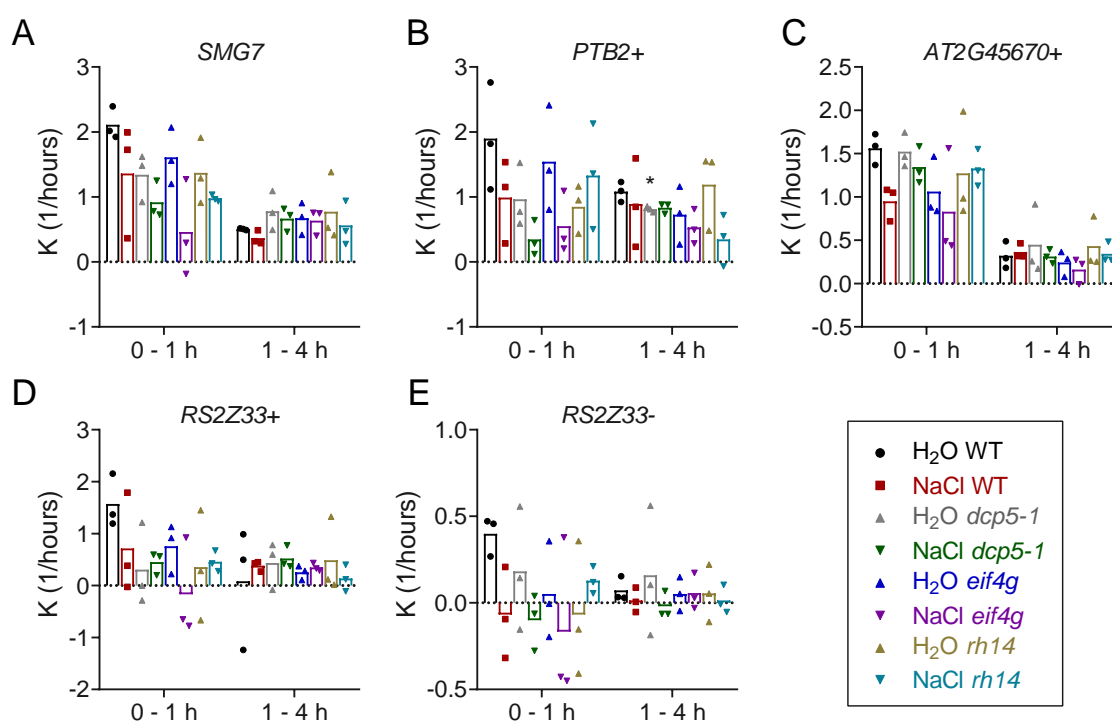 A
SMG7
K (1/hours)
3
2
1
0
-1
0 - 1 h
1 - 4 h
B
PTB2+
K (1/hours)
3
2
1
0
-1
*
0 - 1 h
1 - 4 h
C
AT2G45670+
K (1/hours)
2.5
2.0
1.5
1.0
0.5
0.0
-0.5
0 - 1 h
1 - 4 h
D
RS2Z33+
K (1/hours)
3
2
1
0
-1
-2
0 - 1 h
1 - 4 h
E
RS2Z33-
K (1/hours)
1.0
0.5
0.0
-0.5
0 - 1 h
1 - 4 h
H₂O WT
NaCl WT
H₂O dcp5-1
NaCl dcp5-1
H₂O eif4g
NaCl eif4g
H₂O rh14
NaCl rh14